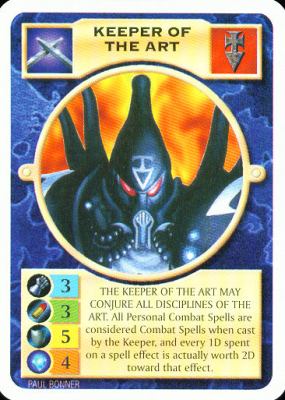 KEEPER OF
THE ART
3
3
5
4
THE KEEPER OF THE ART MAY
CONJURE ALL DISCIPLINES OF THE
ART. All Personal Combat Spells are
considered Combat Spells when cast
by the Keeper, and every 1D spent
on a spell effect is actually worth 2D
toward that effect.
PAUL BONNER